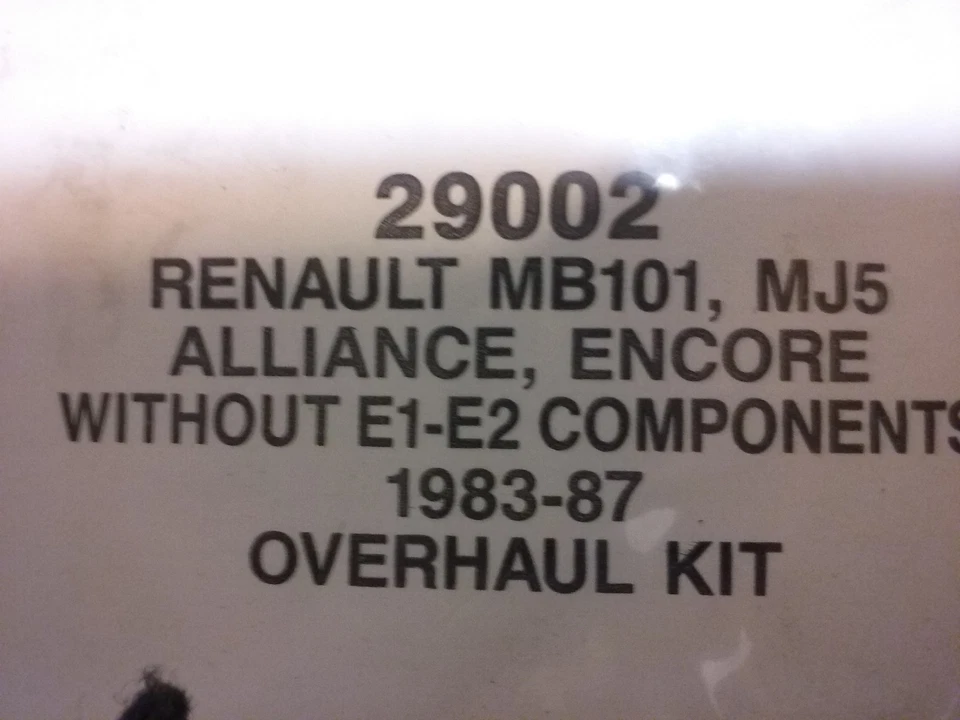 29002
RENAULT MB101, MJ5
ALLIANCE, ENCORE
WITHOUT E1-E2 COMPONENTS
1983-87
OVERHAUL KIT